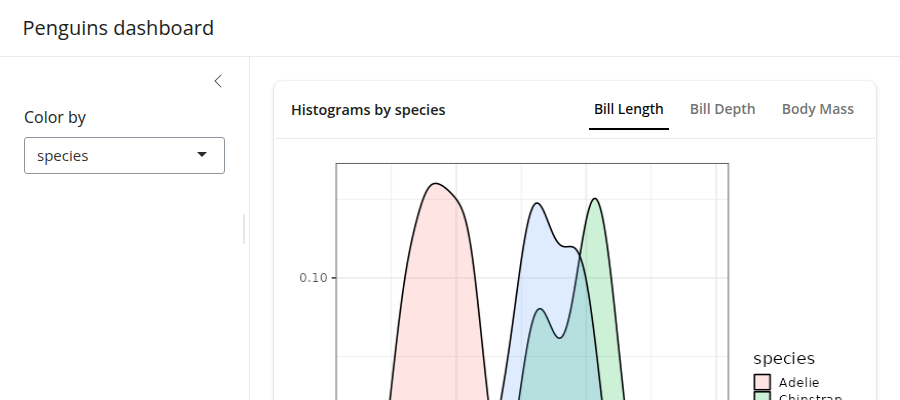 Penguins dashboard
Color by
species
Histograms by species
Bill Length
Bill Depth
Body Mass
0.10
species
Adelie
Chinstrap